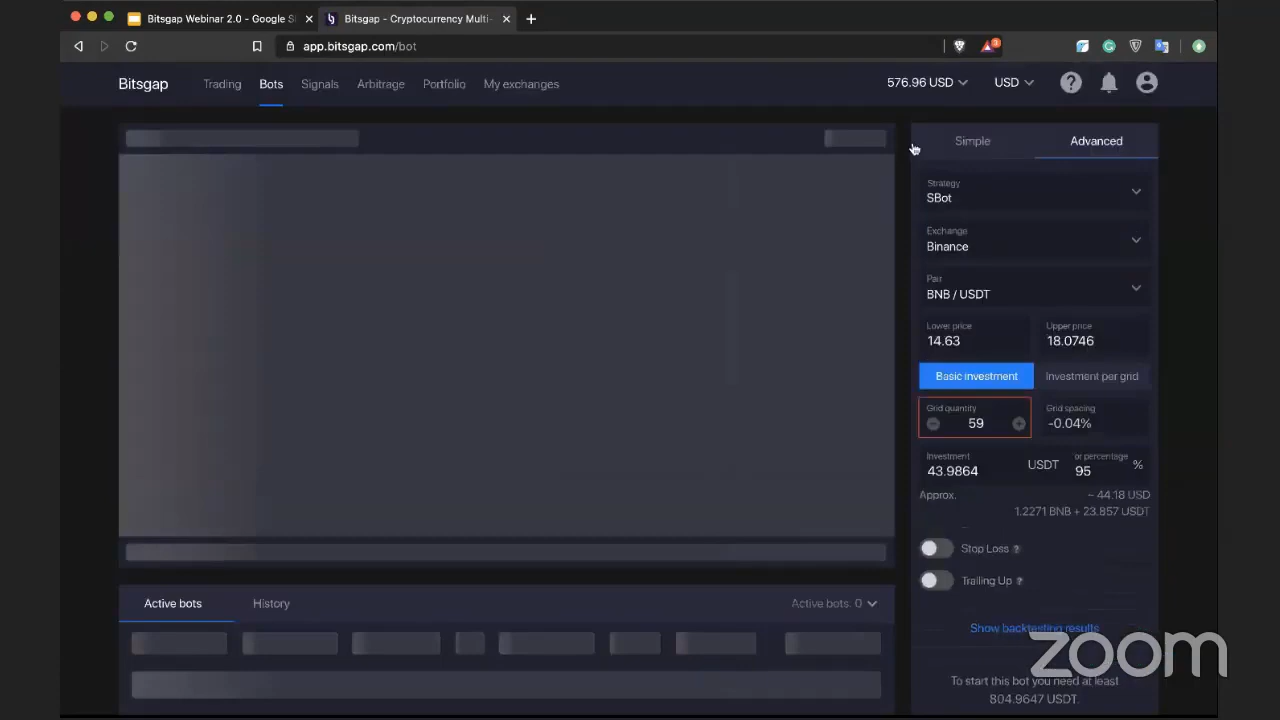 Bitsgap Webinar 2.0 - Google S
Bitsgap - Cryptocurrency Multi-
app.bitsgap.com/bot
Bitsgap
Trading
Bots
Signals
Arbitrage
Portfolio
My exchanges
576.96 USD
USD
Simple
Advanced
Strategy
SBot
Exchange
Binance
Pair
BNB / USDT
Lower price
14.63
Upper price
18.0746
Basic investment
Investment per grid
Grid quantity
59
Grid spacing
-0.04%
Investment
43.9864
USDT
or percentage
95
%
Approx.
~ 44.18 USD
1.2271 BNB + 23.857 USDT
Stop Loss
Trailing Up
Show backtesting results
To start this bot you need at least
804.9647 USDT.
Active bots
History
Active bots: 0
zoom